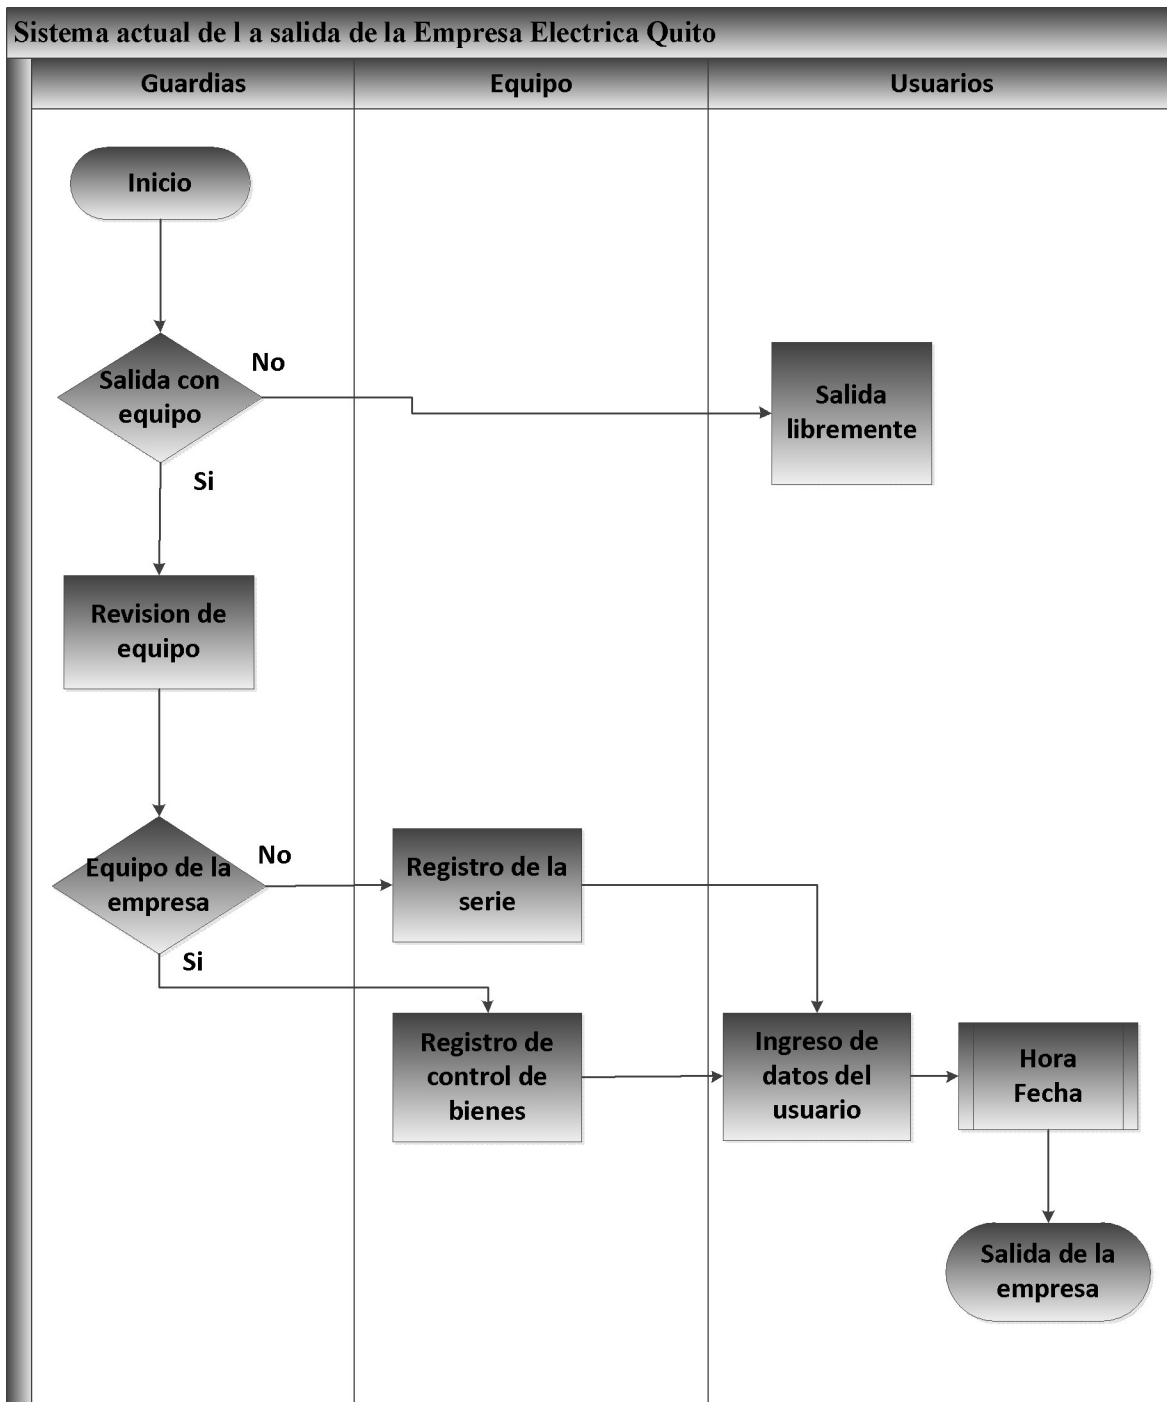 Sistema actual de l a salida de la Empresa Electrica Quito
Guardias
Equipo
Usuarios
Inicio
Salida con
equipo
No
Salida
libremente
Si
Revision de
equipo
Equipo de la
empresa
No
Registro de la
serie
Si
Registro de
control de
bienes
Ingreso de
datos del
usuario
Hora
Fecha
Salida de la
empresa